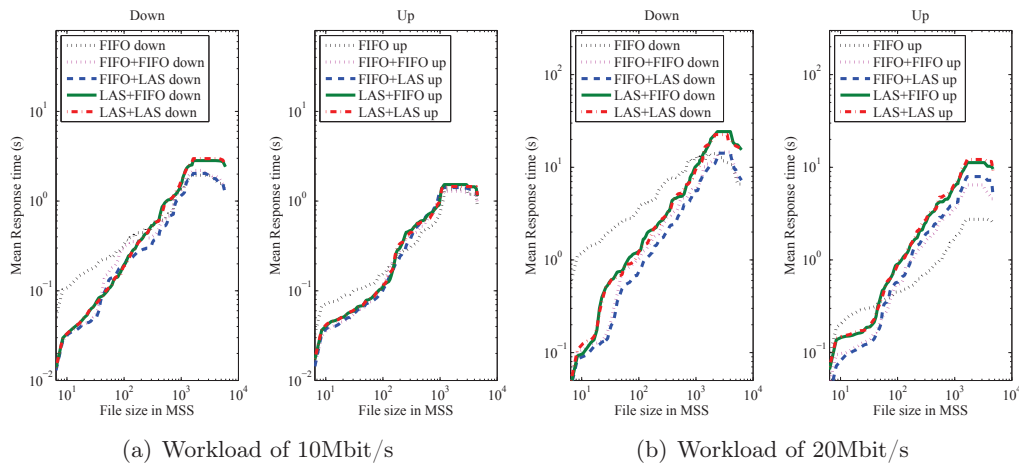 Down
Mean Response time (s)
10^1
10^0
10^-1
10^-2
FIFO down
FIFO+FIFO down
FIFO+LAS down
LAS+FIFO down
LAS+LAS down
10^1
10^2
10^3
10^4
File size in MSS
Up
Mean Response time (s)
10^1
10^0
10^-1
10^-2
FIFO up
FIFO+FIFO up
FIFO+LAS up
LAS+FIFO up
LAS+LAS up
10^1
10^2
10^3
10^4
File size in MSS
(a) Workload of 10Mbit/s
Down
Mean Response time (s)
10^2
10^1
10^0
10^-1
FIFO down
FIFO+FIFO down
FIFO+LAS down
LAS+FIFO down
LAS+LAS down
10^1
10^2
10^3
10^4
File size in MSS
Up
Mean Response time (s)
10^2
10^1
10^0
10^-1
FIFO up
FIFO+FIFO up
FIFO+LAS up
LAS+FIFO up
LAS+LAS up
10^1
10^2
10^3
10^4
File size in MSS
(b) Workload of 20Mbit/s